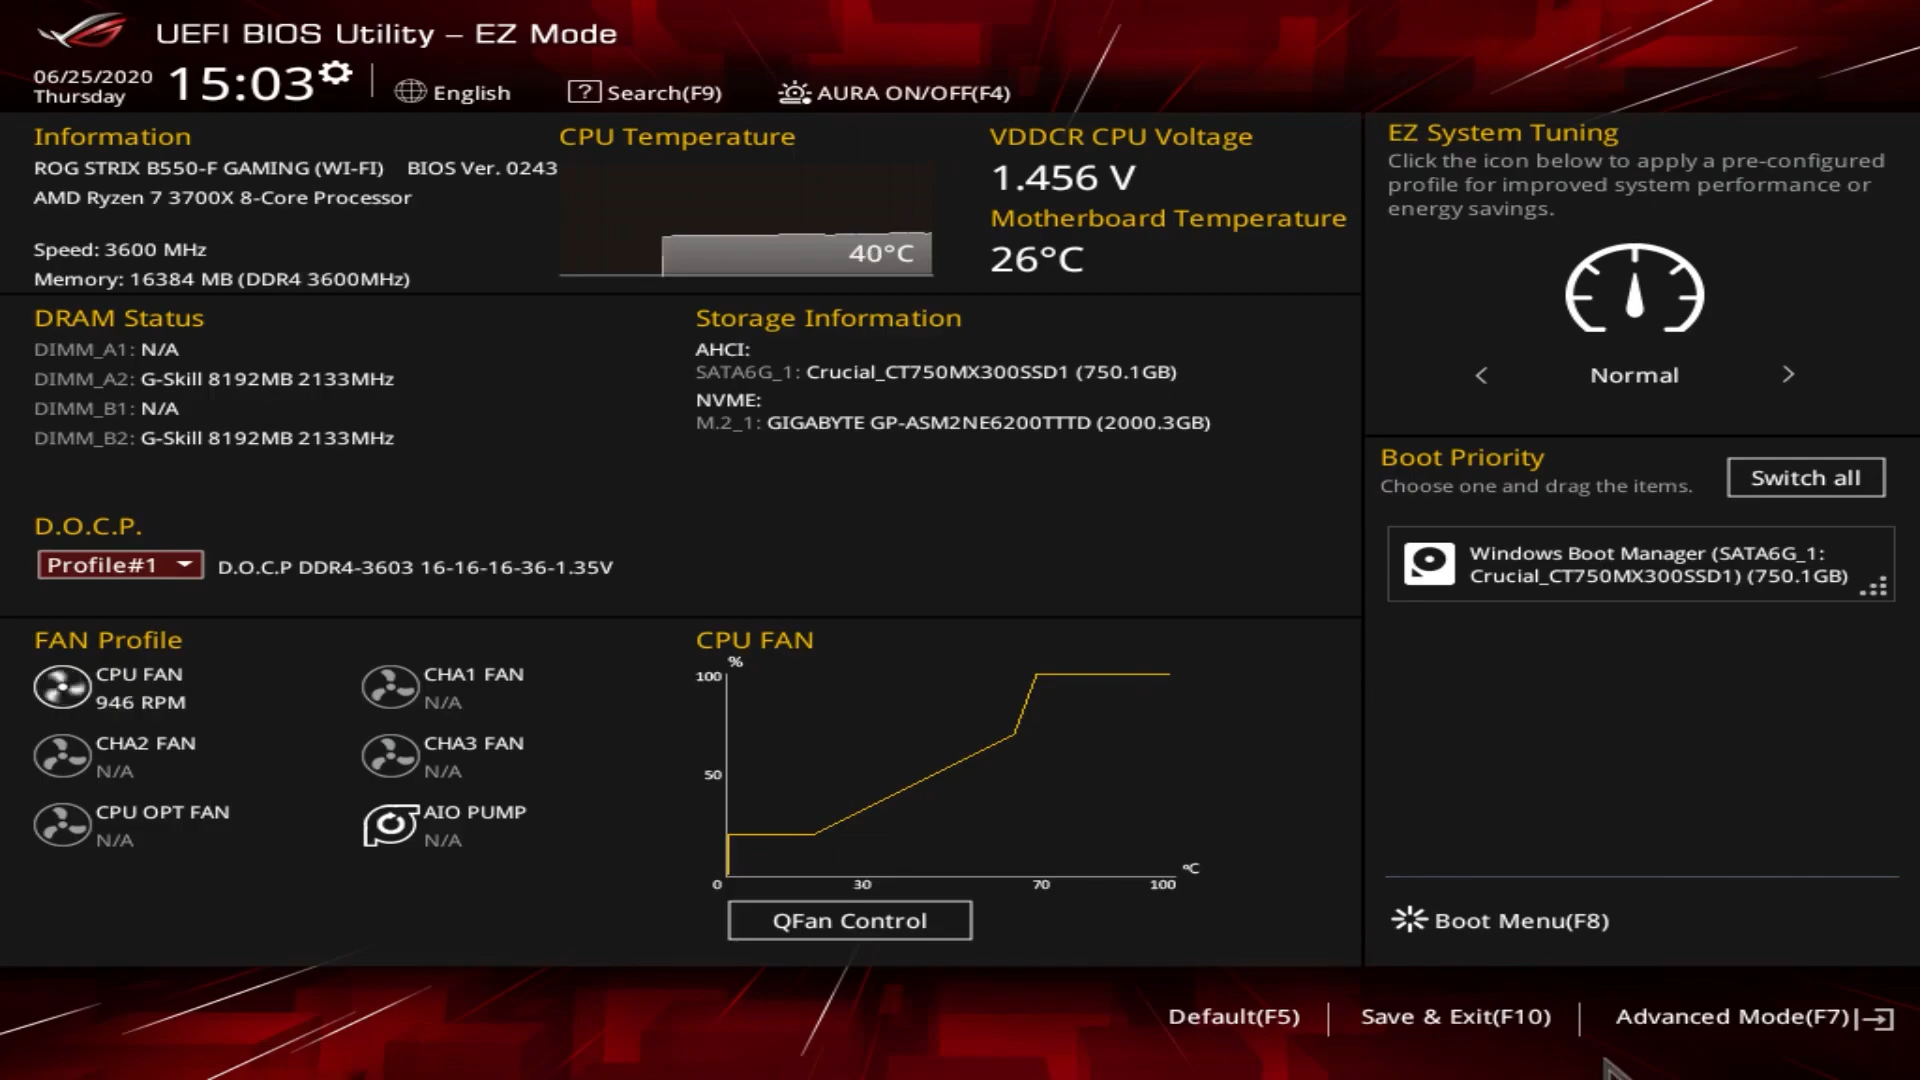 UEFI BIOS Utility – EZ Mode
06/25/2020
Thursday
15:03
English
? Search(F9)
AURA ON/OFF(F4)
Information
ROG STRIX B550-F GAMING (WI-FI) BIOS Ver. 0243
AMD Ryzen 7 3700X 8-Core Processor
Speed: 3600 MHz
Memory: 16384 MB (DDR4 3600MHz)
CPU Temperature
40°C
VDDCR CPU Voltage
1.456 V
Motherboard Temperature
26°C
EZ System Tuning
Click the icon below to apply a pre-configured
profile for improved system performance or
energy savings.
< Normal >
DRAM Status
DIMM_A1: N/A
DIMM_A2: G-Skill 8192MB 2133MHz
DIMM_B1: N/A
DIMM_B2: G-Skill 8192MB 2133MHz
Storage Information
AHCI:
SATA6G_1: Crucial_CT750MX300SSD1 (750.1GB)
NVME:
M.2_1: GIGABYTE GP-ASM2NE6200TTTD (2000.3GB)
D.O.C.P.
Profile#1 D.O.C.P DDR4-3603 16-16-16-36-1.35V
Boot Priority
Choose one and drag the items.
Switch all
Windows Boot Manager (SATA6G_1:
Crucial_CT750MX300SSD1) (750.1GB)
FAN Profile
CPU FAN
946 RPM
CHA1 FAN
N/A
CHA2 FAN
N/A
CHA3 FAN
N/A
CPU OPT FAN
N/A
AIO PUMP
N/A
CPU FAN
%
100
50
0 30 70 100
°C
QFan Control
Boot Menu(F8)
Default(F5)
Save & Exit(F10)
Advanced Mode(F7)